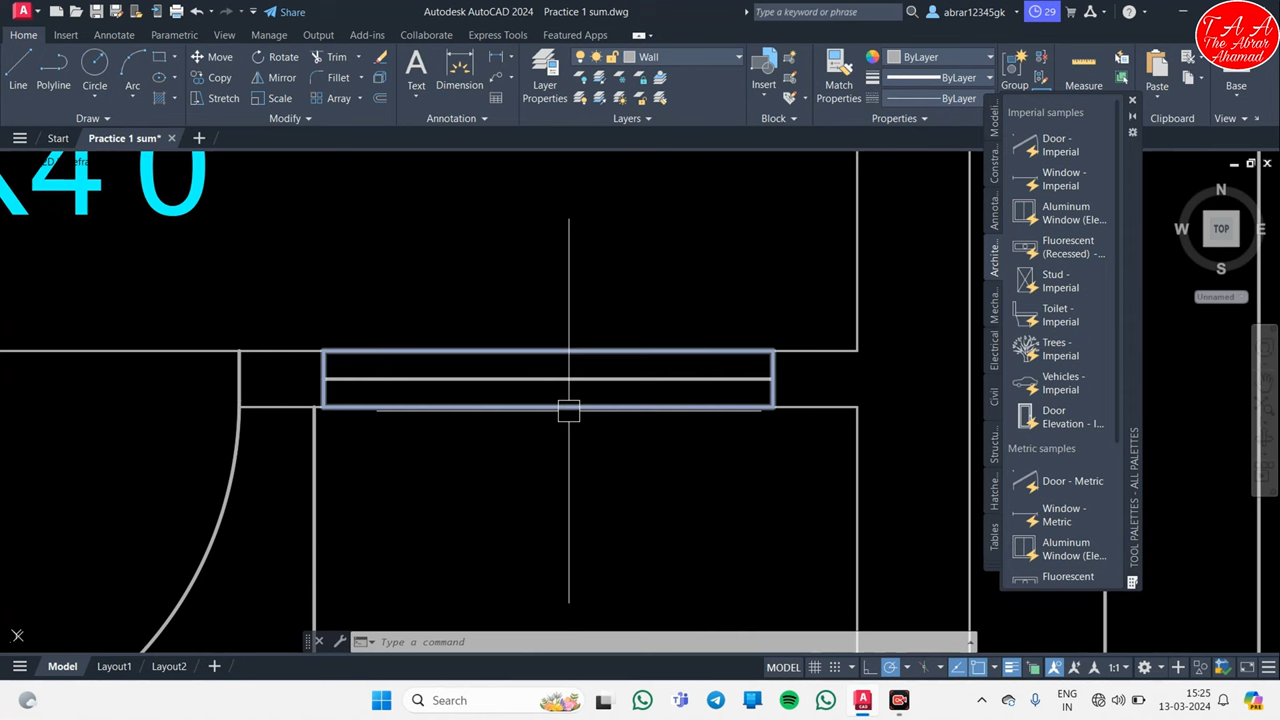 Share
Autodesk AutoCAD 2024 Practice 1 sum.dwg
Type a keyword or phrase
abrar12345gk
29
T A A
The Abrar
Ahamad
Home Insert Annotate Parametric View Manage Output Add-ins Collaborate Express Tools Featured Apps
Line
Polyline
Circle
Arc
Move
Rotate
Trim
Copy
Mirror
Fillet
Stretch
Scale
Array
Text
Dimension
Layer
Properties
Wall
Insert
Match
Properties
ByLayer
ByLayer
ByLayer
Group
Measure
Paste
Base
Draw
Modify
Annotation
Layers
Block
Properties
Clipboard
View
Start
Practice 1 sum*
4 0
N
W
TOP
E
S
Unnamed
Imperial samples
Door -
Imperial
Window -
Imperial
Aluminum
Window (Ele...
Fluorescent
(Recessed) -...
Stud -
Imperial
Toilet -
Imperial
Trees -
Imperial
Vehicles -
Imperial
Door
Elevation - I...
Metric samples
Door - Metric
Window -
Metric
Aluminum
Window (Ele...
Fluorescent
Modeli...
Constra...
Annota...
Archite...
Mecha...
Electrical
Civil
Structu...
Hatche...
Tables
TOOL PALETTES - ALL PALETTES
Type a command
Model Layout1 Layout2
MODEL
1:1
Search
ENG
IN
15:25
13-03-2024